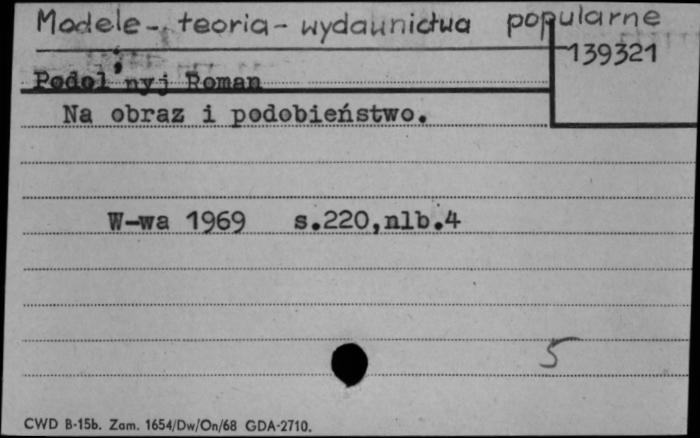 Modele - teoria - wydawnictwa popularne
139321
Podol'nyj Roman
Na obraz i podobieństwo.
W-wa 1969 s.220,nlb.4
5
CWD B-15b. Zam. 1654/Dw/On/68 GDA-2710.